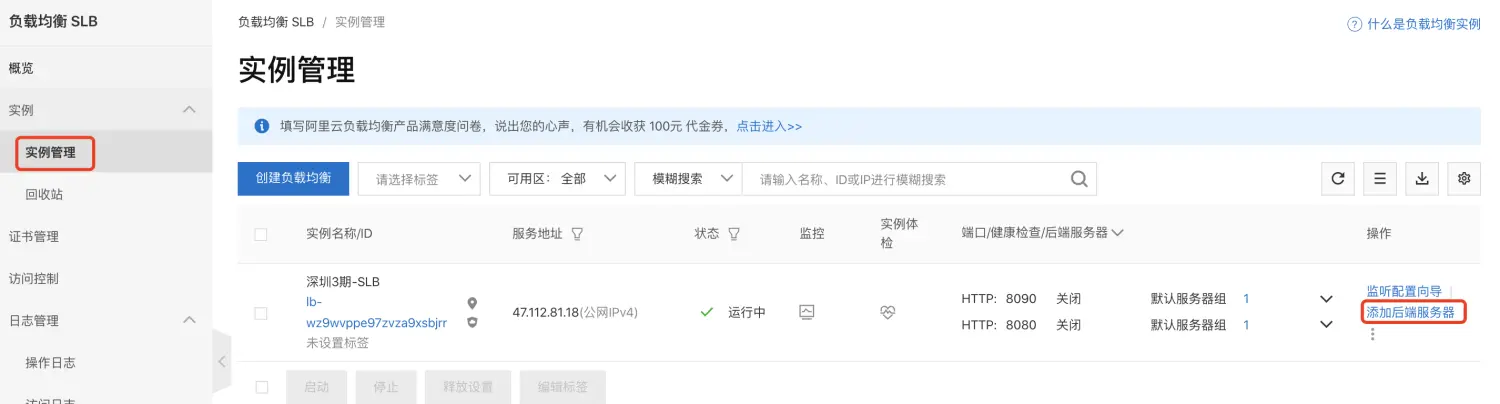 负载均衡 SLB
概览
实例
实例管理
回收站
证书管理
访问控制
日志管理
操作日志
访问日志
负载均衡 SLB / 实例管理
什么是负载均衡实例
实例管理
填写阿里云负载均衡产品满意度问卷，说出您的心声，有机会收获 100元 代金券，点击进入>>
创建负载均衡 请选择标签 可用区： 全部 模糊搜索 请输入名称、ID或IP进行模糊搜索
实例名称/ID 服务地址 状态 监控 实例体检 端口/健康检查/后端服务器 操作
深圳3期-SLB
lb-
wz9wvppe97zvza9xsbjrr
未设置标签
47.112.81.18(公网IPv4)
运行中
HTTP: 8090 关闭 默认服务器组 1
HTTP: 8080 关闭 默认服务器组 1
监听配置向导
添加后端服务器
启动 停止 释放设置 编辑标签